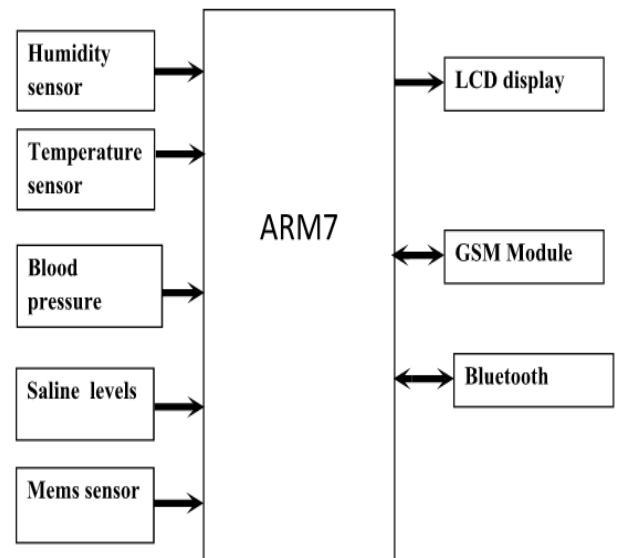 Humidity
sensor
Temperature
sensor
Blood
pressure
Saline levels
Mems sensor
ARM7
LCD display
GSM Module
Bluetooth